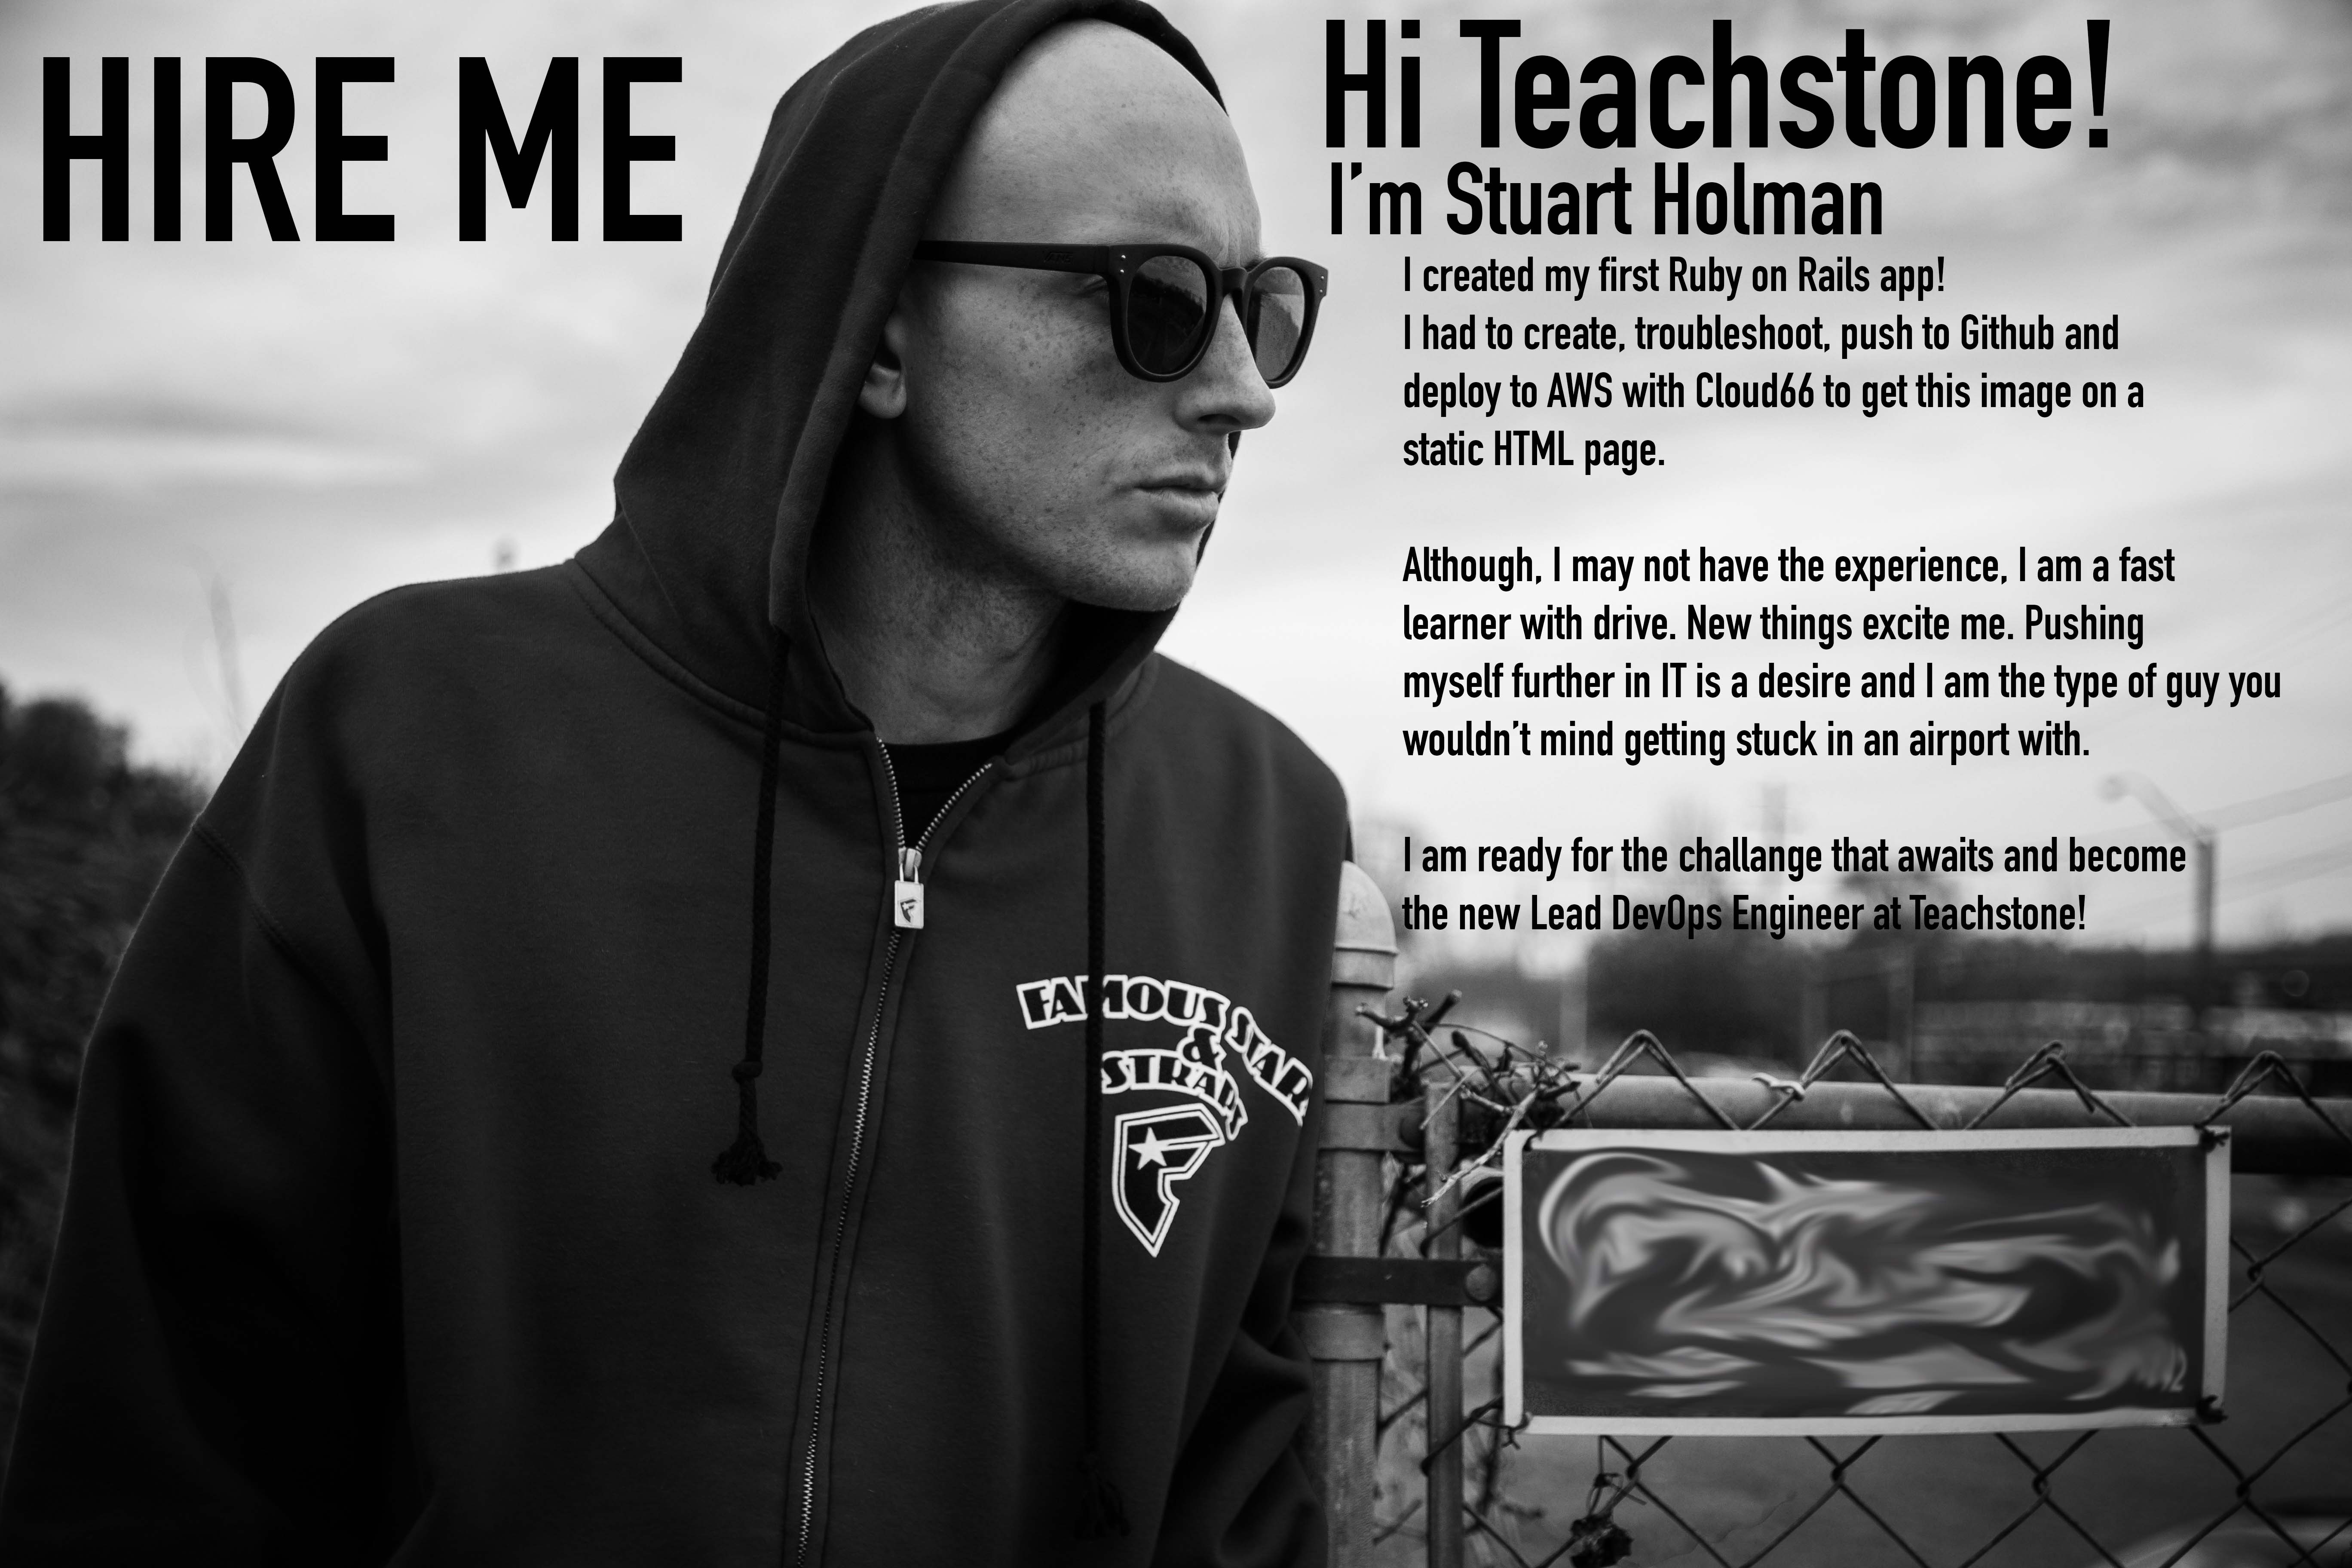 HIRE ME
Hi Teachstone!
I'm Stuart Holman
I created my first Ruby on Rails app!
I had to create, troubleshoot, push to Github and
deploy to AWS with Cloud66 to get this image on a
static HTML page.
Although, I may not have the experience, I am a fast
learner with drive. New things excite me. Pushing
myself further in IT is a desire and I am the type of guy you
wouldn't mind getting stuck in an airport with.
I am ready for the challange that awaits and become
the new Lead DevOps Engineer at Teachstone!
FAMOUS STAR
&
STRAPS